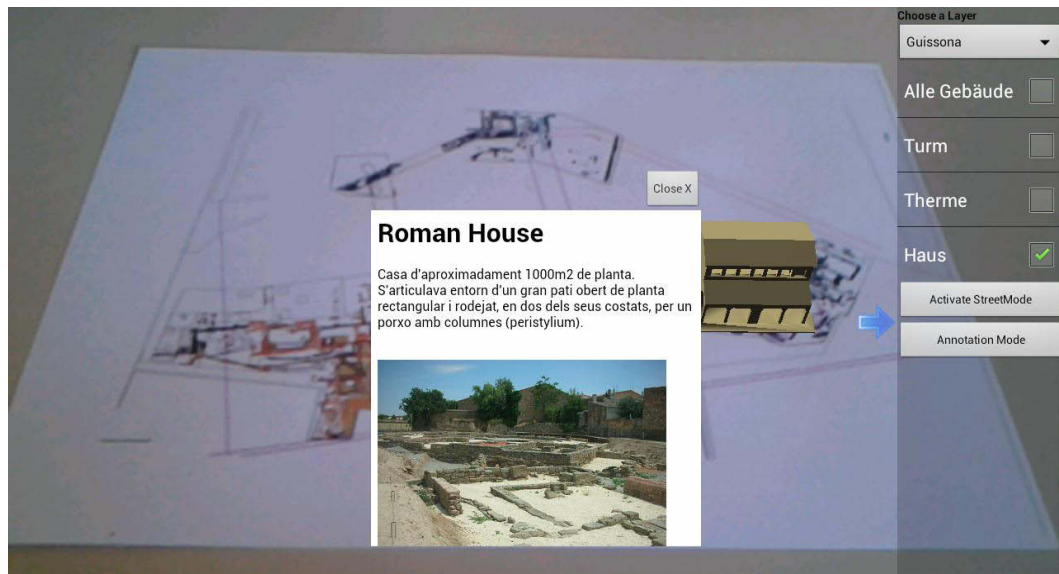 Choose a Layer
Guissona
Alle Gebäude
Turm
Therme
Haus
Activate StreetMode
Annotation Mode
Close X
Roman House
Casa d'aproximadament 1000m2 de planta.
S'articulava entorn d'un gran pati obert de planta
rectangular i rodejat, en dos dels seus costats, per un
porxo amb columnes (peristylium).